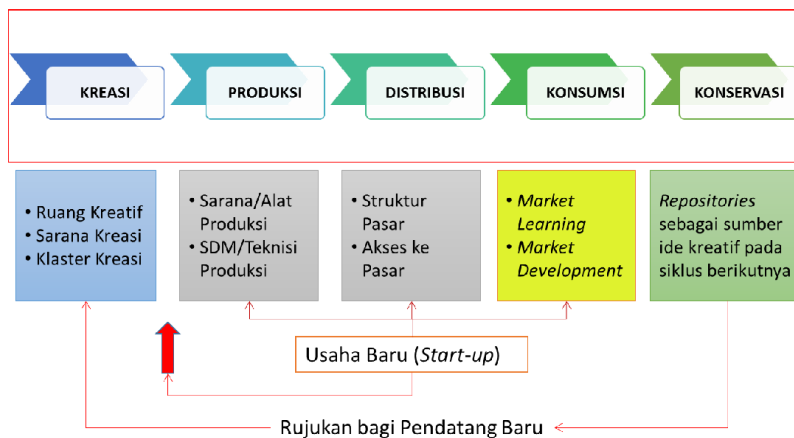 KREASI
PRODUKSI
DISTRIBUSI
KONSUMSI
KONSERVASI
• Ruang Kreatif
• Sarana Kreasi
• Klaster Kreasi
• Sarana/Alat
Produksi
• SDM/Teknisi
Produksi
• Struktur
Pasar
• Akses ke
Pasar
• Market
Learning
• Market
Development
Repositories
sebagai sumber
ide kreatif pada
siklus berikutnya
Usaha Baru (Start-up)
Rujukan bagi Pendatang Baru